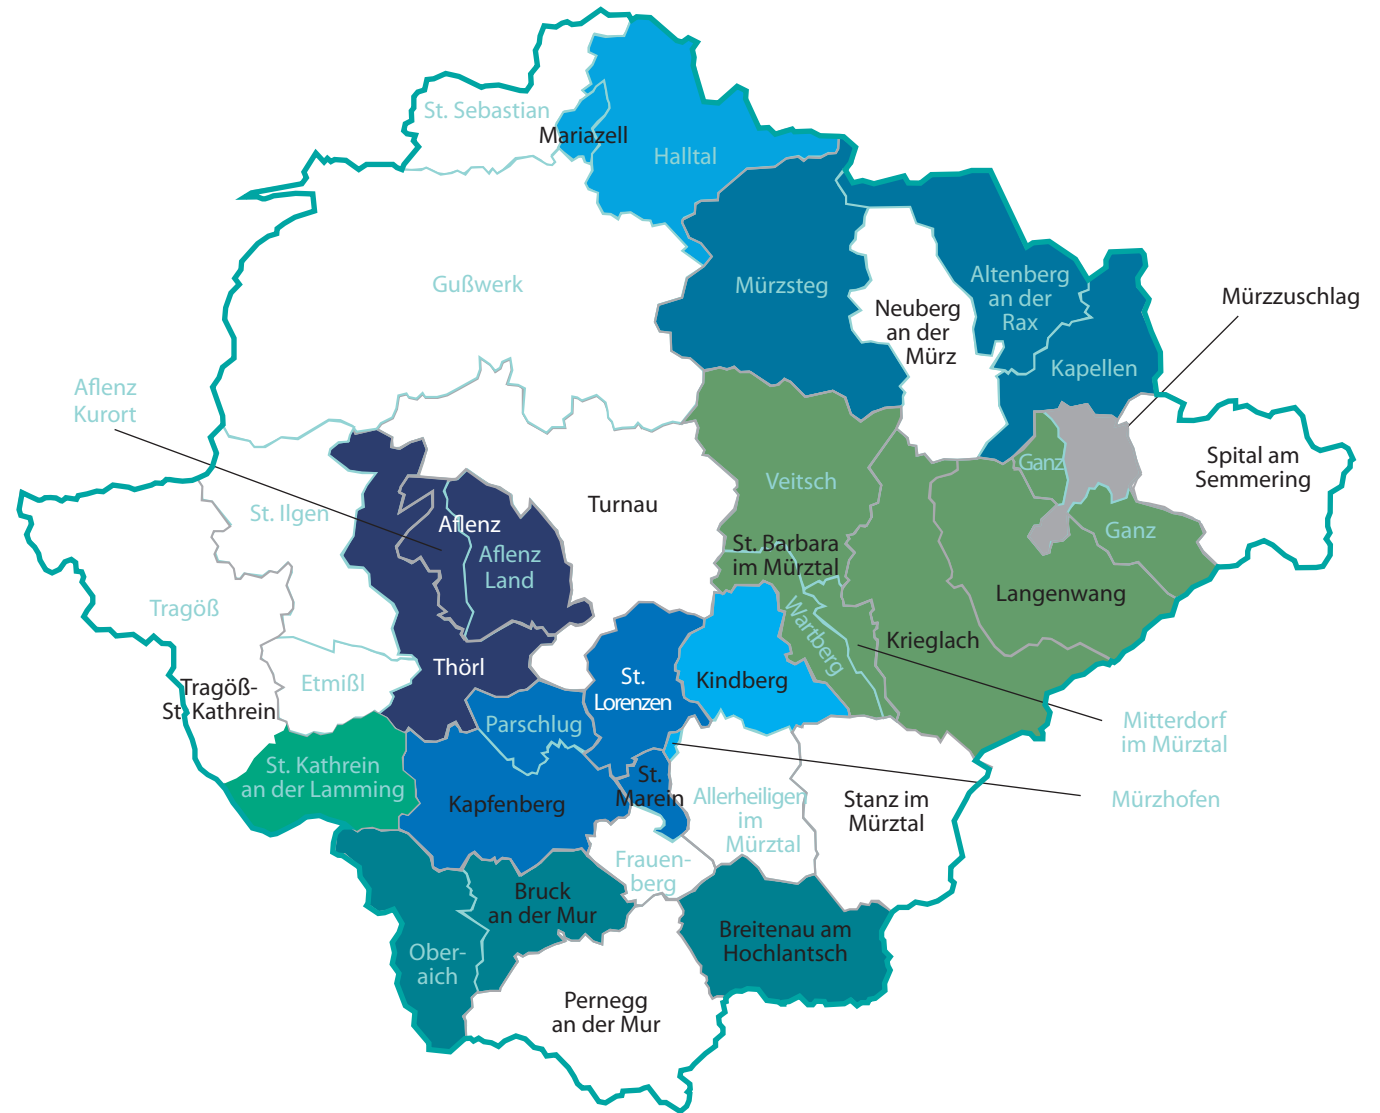 St. Sebastian
Mariazell
Halltal
Gußwerk
Mürzsteg
Altenberg
an der
Rax
Neuberg
an der
Mürz
Mürzzuschlag
Kapellen
Aflenz
Kurort
Ganz
Spital am
Semmering
Veitsch
Turnau
St. Ilgen
Aflenz
Aflenz
Land
St. Barbara
im Mürztal
Ganz
Langenwang
Tragöß
Wartberg
Krieglach
Thörl
Etmißl
Tragöß-
St. Kathrein
St.
Lorenzen
Kindberg
Parschlug
Mitterdorf
im Mürztal
St. Kathrein
an der Lamming
Kapfenberg
St.
Marein
Allerheiligen
im
Mürztal
Stanz im
Mürztal
Mürzhofen
Frauen-
berg
Bruck
an der Mur
Breitenau am
Hochlantsch
Ober-
aich
Pernegg
an der Mur